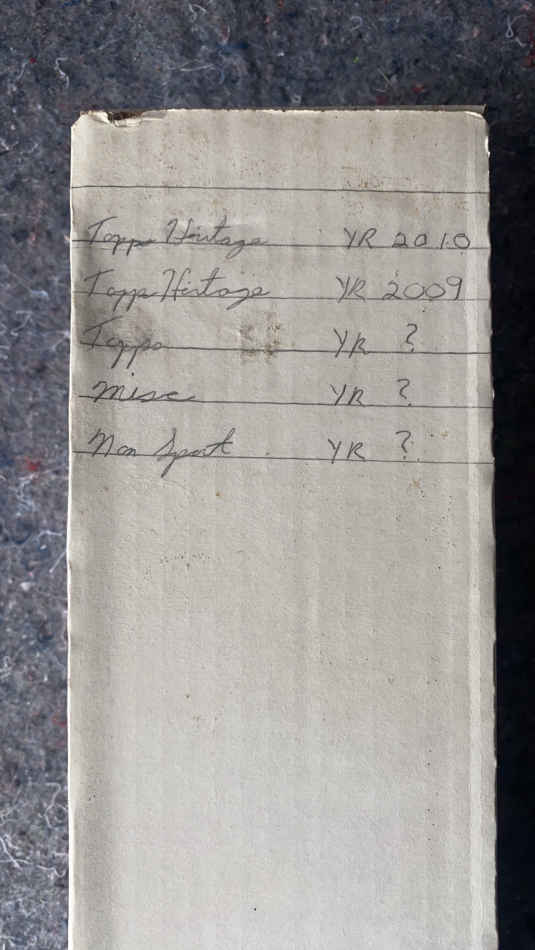 Topps Heritage YR 2010
Topps Heritage YR 2009
Topps YR ?
Misc YR ?
Non Sport YR ?